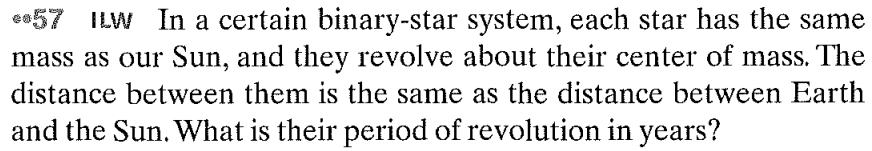 ••57 ILW In a certain binary-star system, each star has the same
mass as our Sun, and they revolve about their center of mass. The
distance between them is the same as the distance between Earth
and the Sun. What is their period of revolution in years?